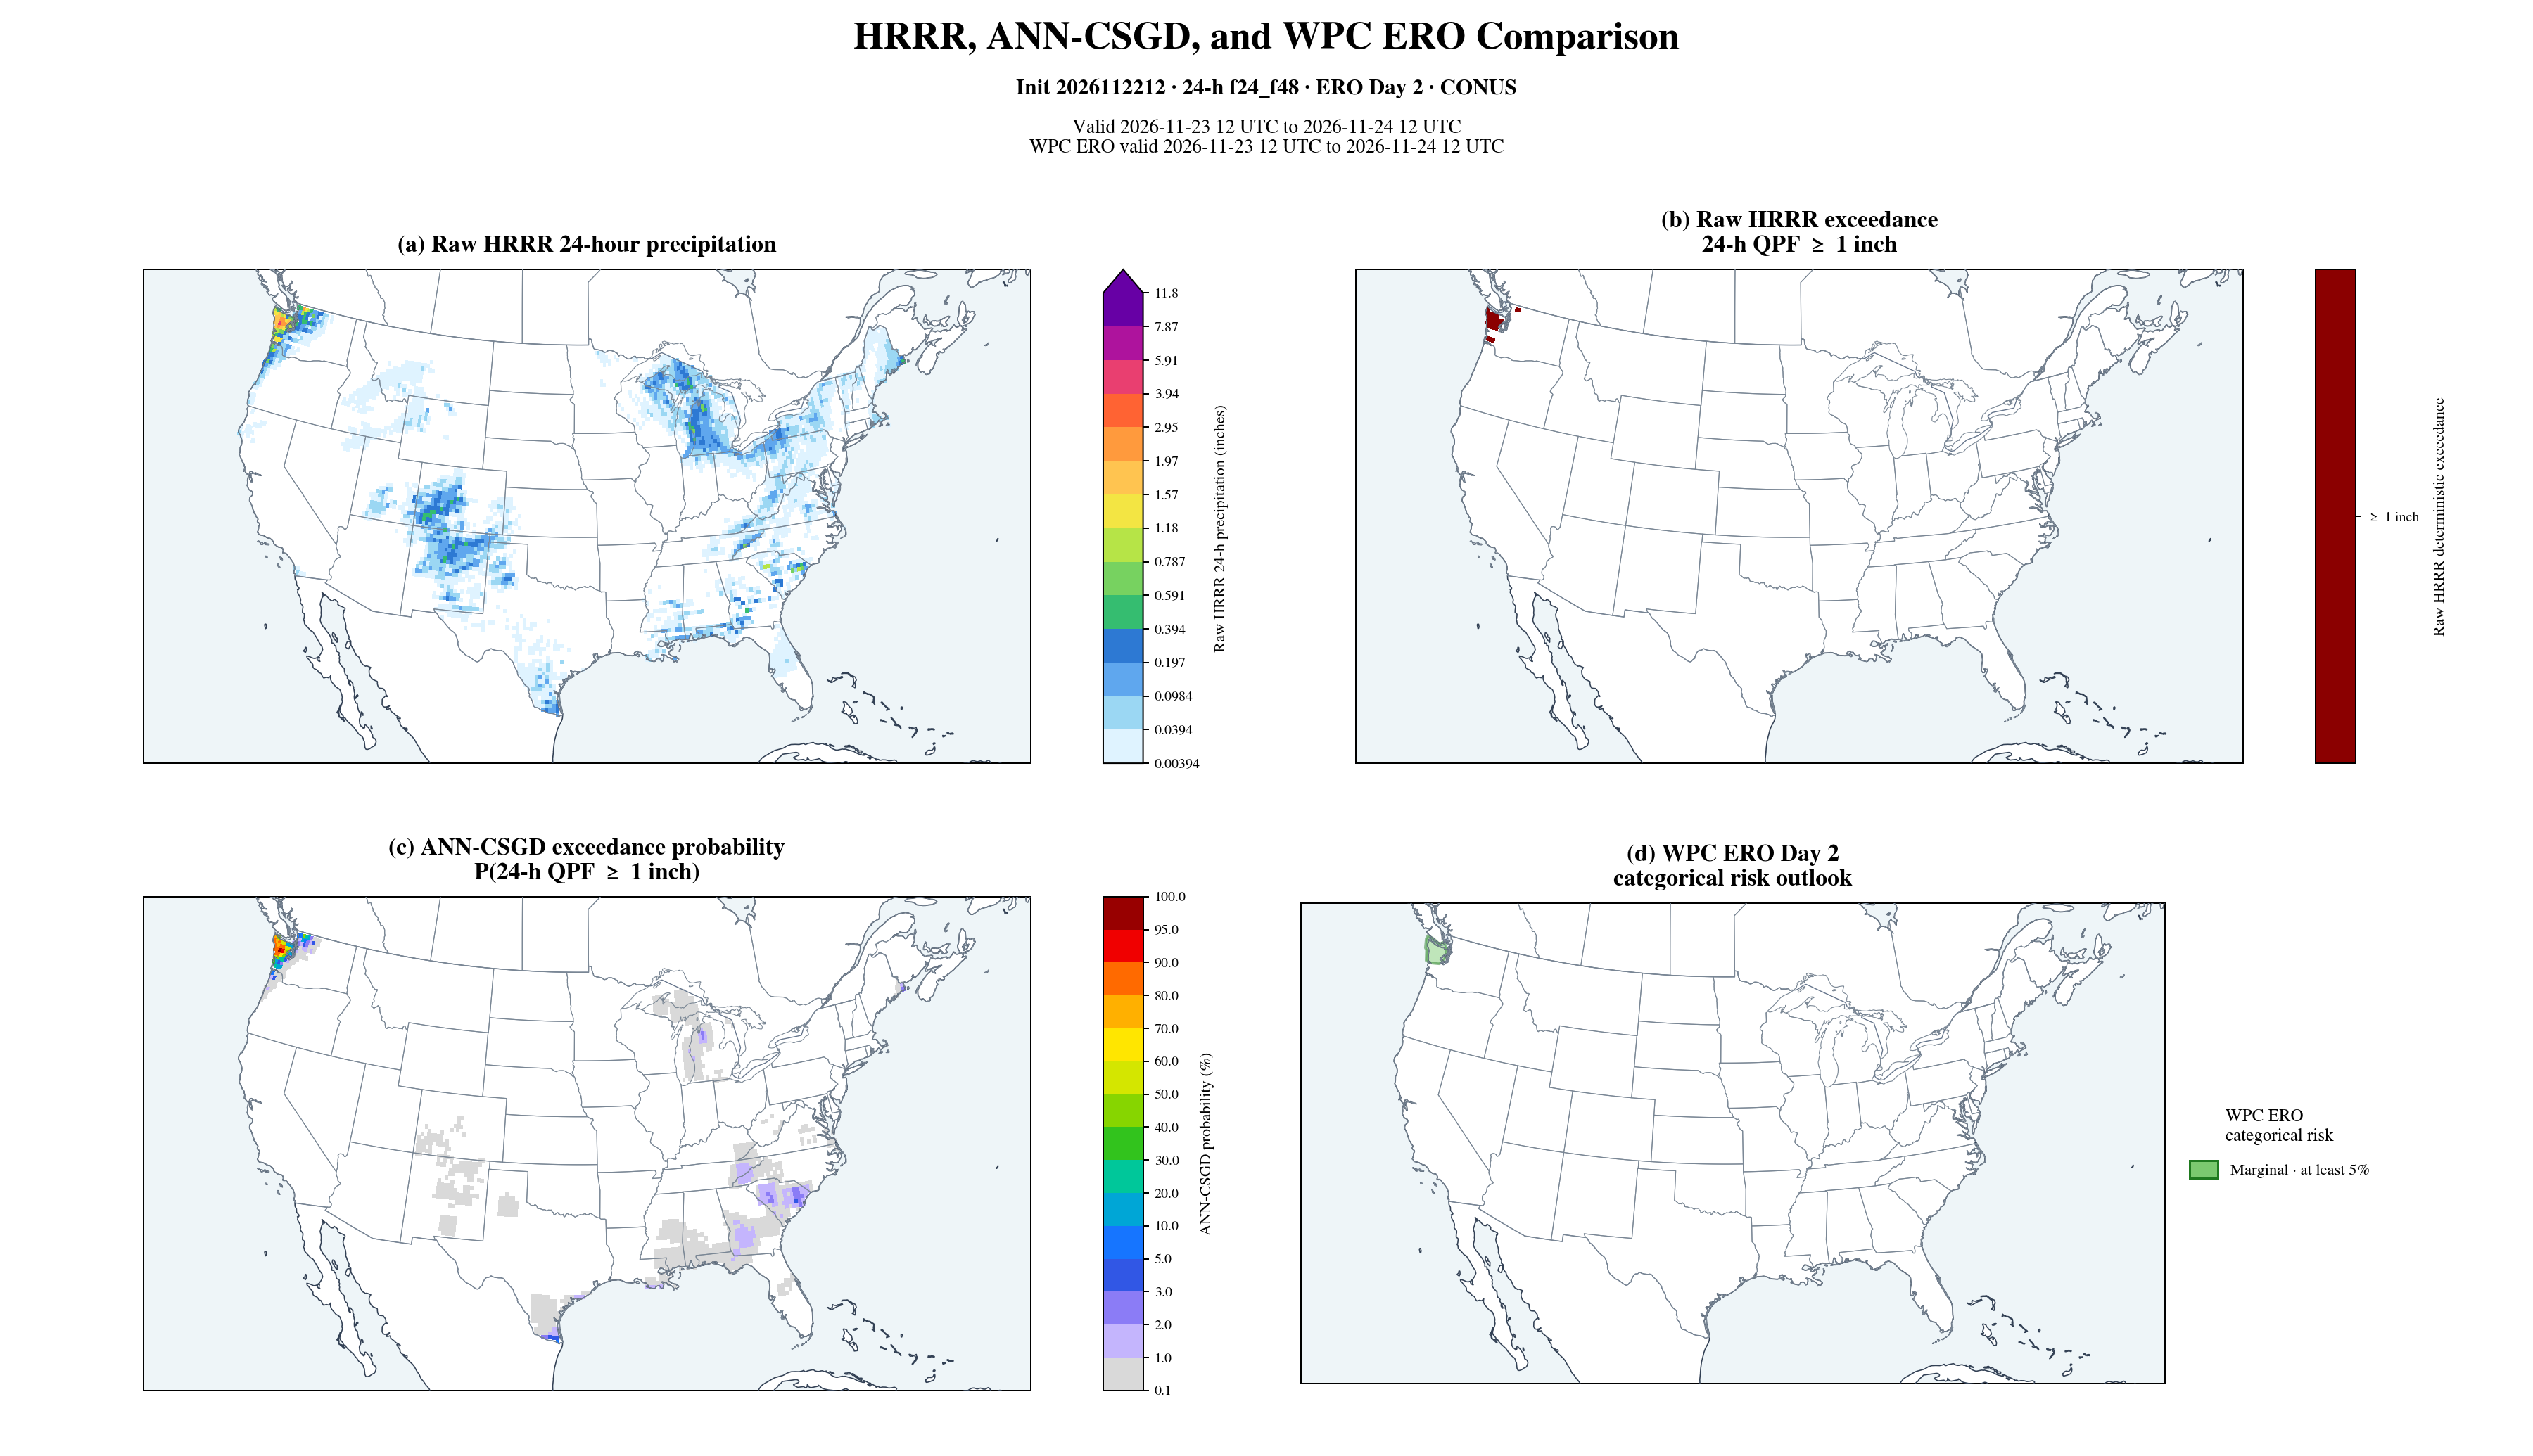 HRRR, ANN-CSGD, and WPC ERO Comparison
Init 2026112212 · 24-h f24_f48 · ERO Day 2 · CONUS
Valid 2026-11-23 12 UTC to 2026-11-24 12 UTC
WPC ERO valid 2026-11-23 12 UTC to 2026-11-24 12 UTC
(a) Raw HRRR 24-hour precipitation
11.8
7.87
5.91
3.94
2.95
1.97
1.57
1.18
0.787
0.591
0.394
0.197
0.0984
0.0394
0.00394
Raw HRRR 24-h precipitation (inches)
(b) Raw HRRR exceedance
24-h QPF ≥ 1 inch
≥ 1 inch
Raw HRRR deterministic exceedance
(c) ANN-CSGD exceedance probability
P(24-h QPF ≥ 1 inch)
100.0
95.0
90.0
80.0
70.0
60.0
50.0
40.0
30.0
20.0
10.0
5.0
3.0
2.0
1.0
0.1
ANN-CSGD probability (%)
(d) WPC ERO Day 2
categorical risk outlook
WPC ERO
categorical risk
Marginal · at least 5%